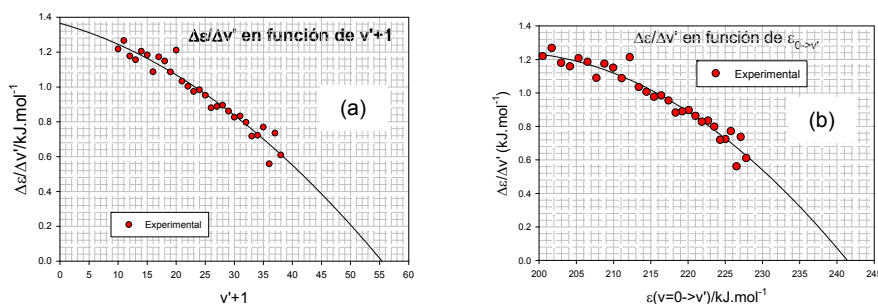 Δε/Δv' en función de v'+1
Δε/Δv'/kJ.mol⁻¹
1.4
1.2
1.0
0.8
0.6
0.4
0.2
0.0
(a)
Experimental
0 5 10 15 20 25 30 35 40 45 50 55 60
v'+1
Δε/Δv' en función de ε₀->v'
Δε/Δv' (kJ.mol⁻¹)
1.4
1.2
1.0
0.8
0.6
0.4
0.2
0.0
Experimental
(b)
200 205 210 215 220 225 230 235 240 245
ε(v=0->v')/kJ.mol⁻¹